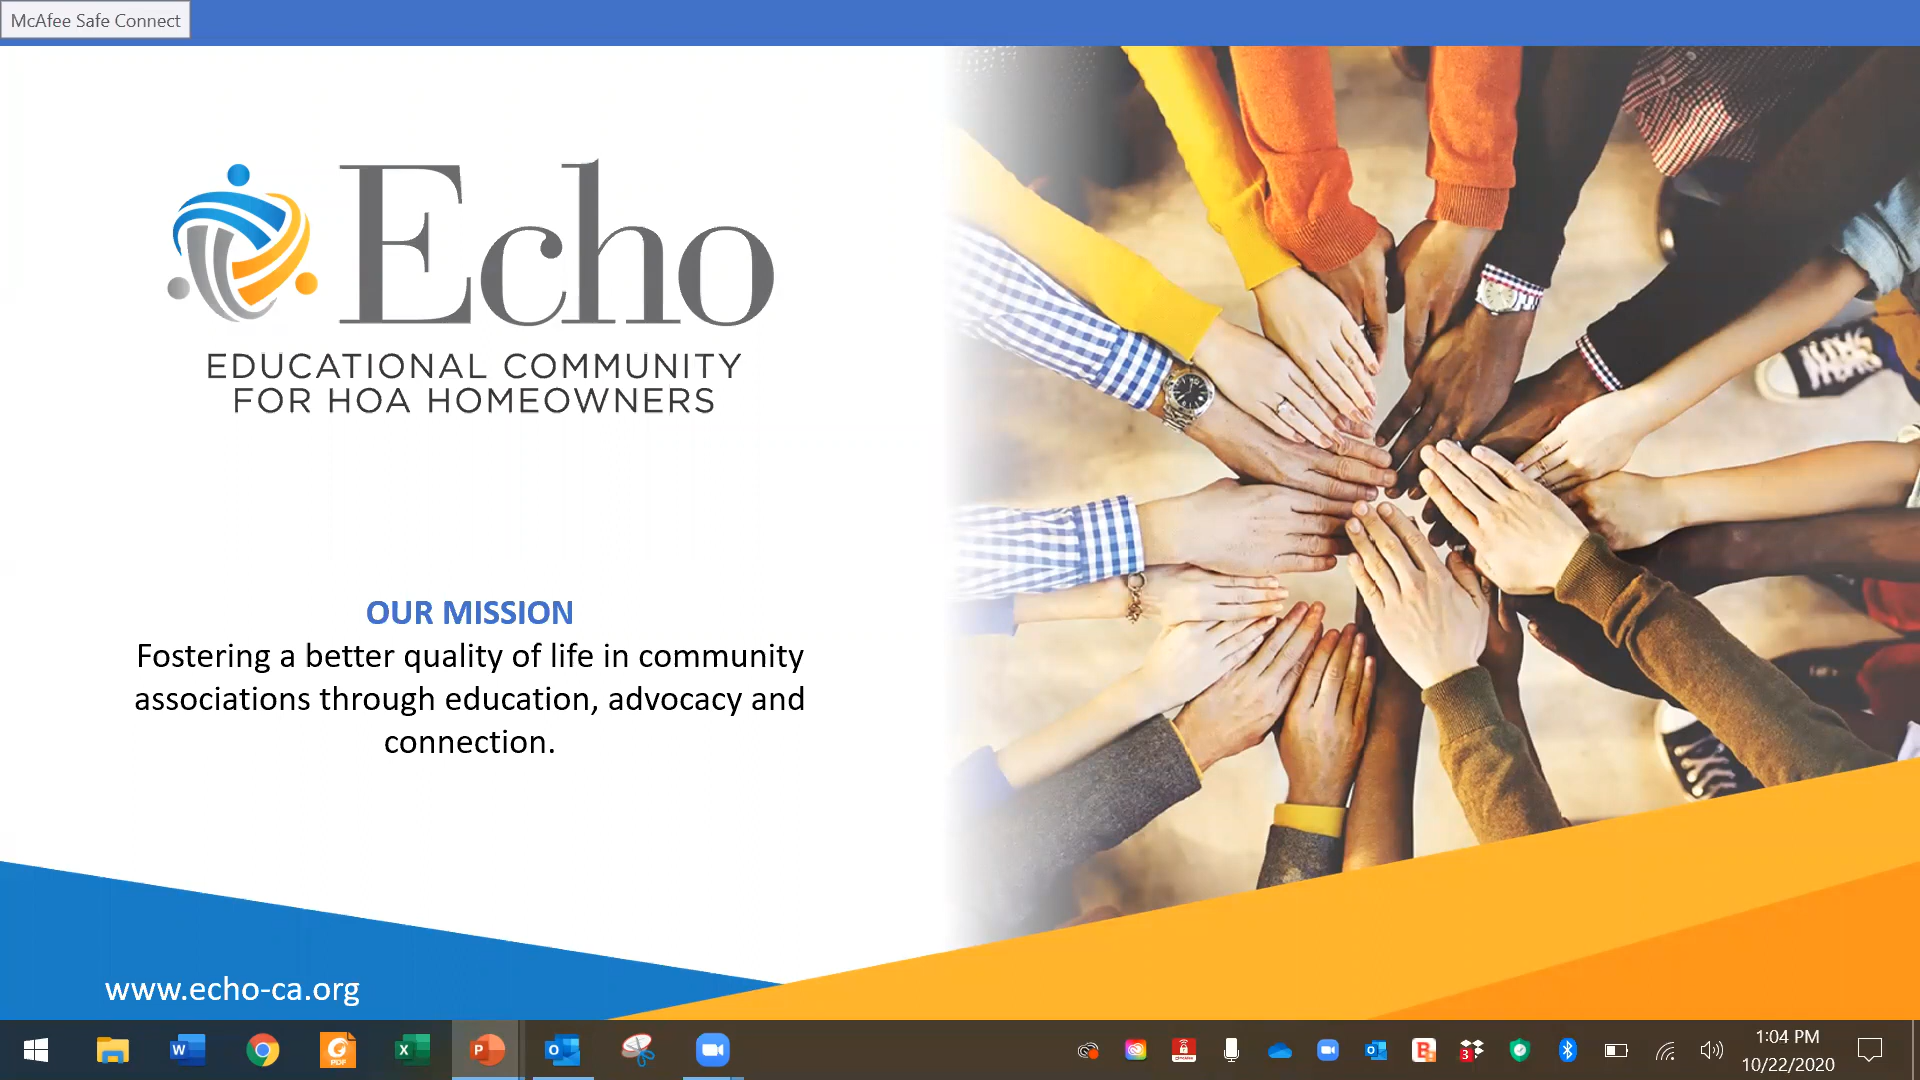 McAfee Safe Connect
Echo
EDUCATIONAL COMMUNITY
FOR HOA HOMEOWNERS
OUR MISSION
Fostering a better quality of life in community
associations through education, advocacy and
connection.
www.echo-ca.org
1:04 PM
10/22/2020